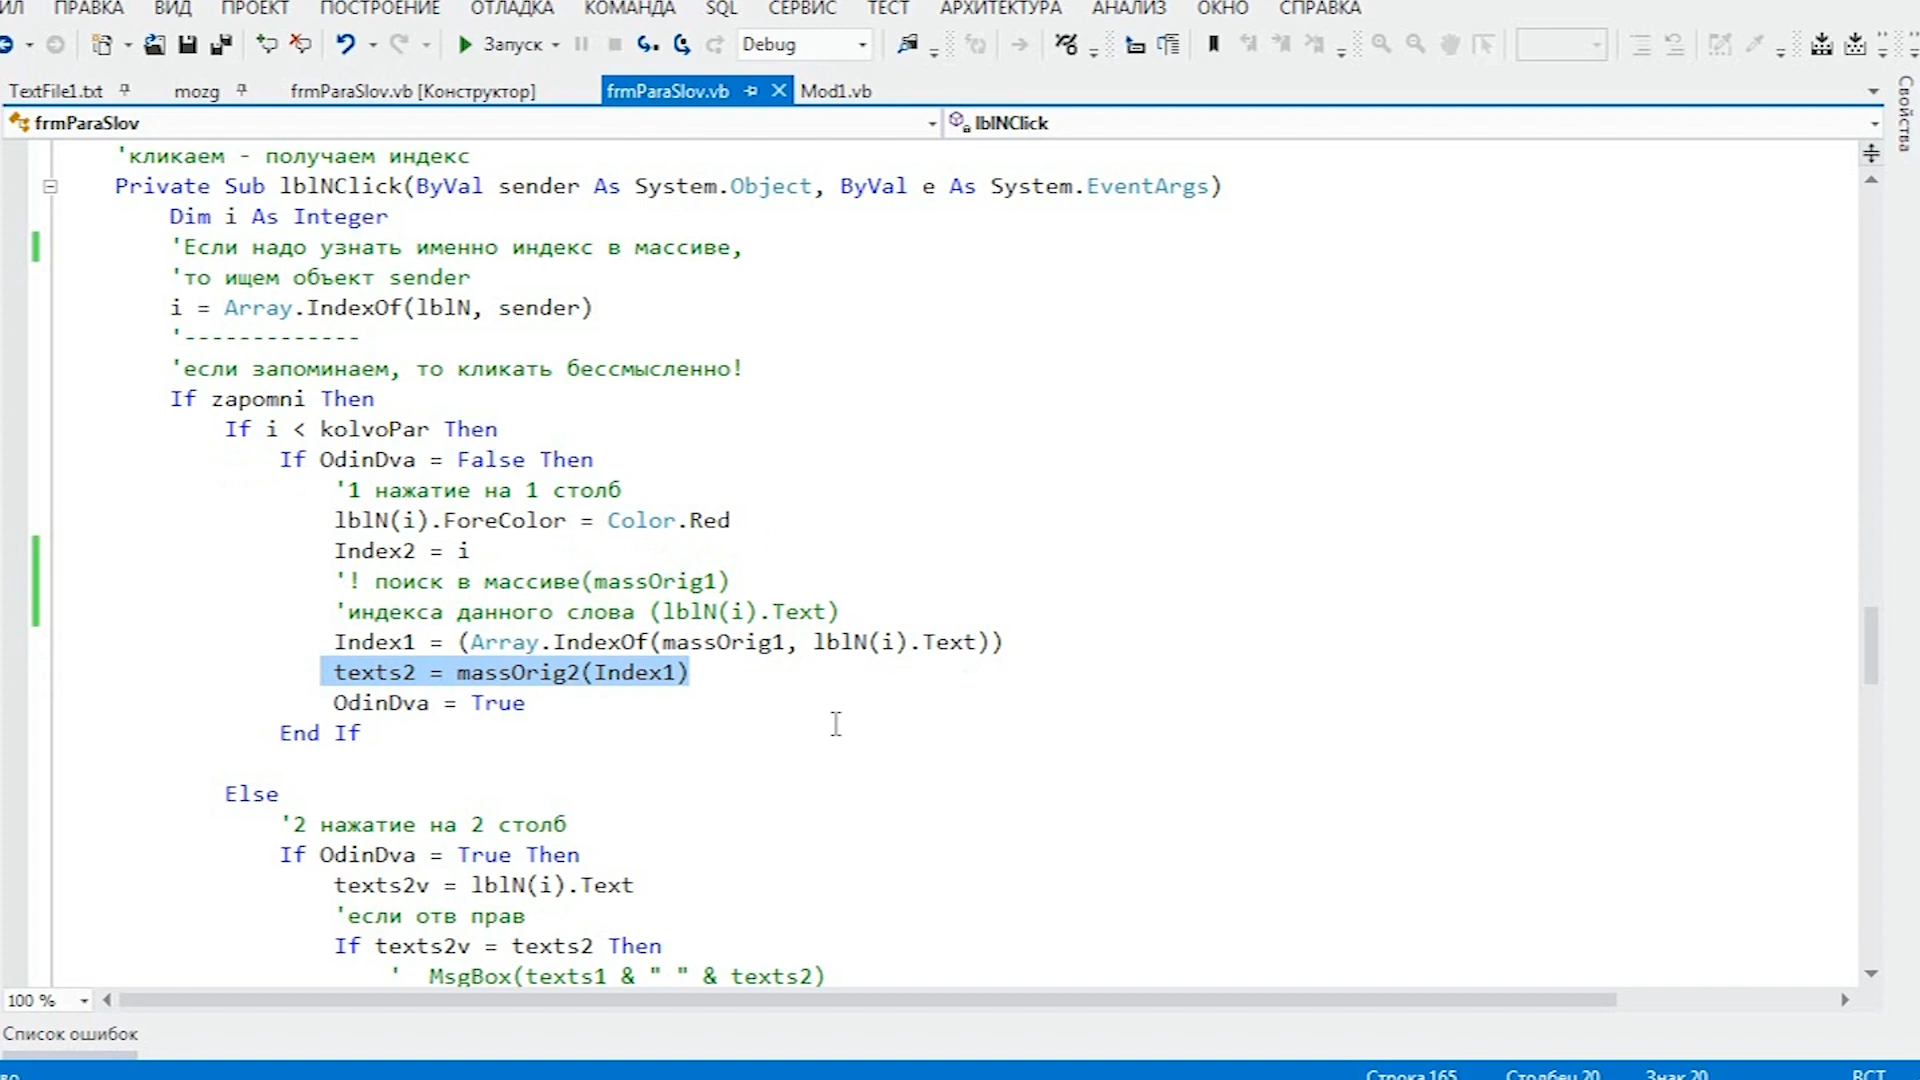 ИЛ ПРАВКА ВИД ПРОЕКТ ПОСТРОЕНИЕ ОТЛАДКА КОМАНДА SQL СЕРВИС ТЕСТ АРХИТЕКТУРА АНАЛИЗ ОКНО СПРАВКА
Запуск Debug
TextFile1.txt mozg frmParaSlov.vb [Конструктор] frmParaSlov.vb Mod1.vb
Свойства
frmParaSlov lblNClick
'кликаем - получаем индекс
Private Sub lblNClick(ByVal sender As System.Object, ByVal e As System.EventArgs)
Dim i As Integer
'Если надо узнать именно индекс в массиве,
'то ищем объект sender
i = Array.IndexOf(lblN, sender)
'-------------
'если запоминаем, то кликать бессмысленно!
If zapomni Then
If i < kolvoPar Then
If OdinDva = False Then
'1 нажатие на 1 столб
lblN(i).ForeColor = Color.Red
Index2 = i
'! поиск в массиве(massOrig1)
'индекса данного слова (lblN(i).Text)
Index1 = (Array.IndexOf(massOrig1, lblN(i).Text))
texts2 = massOrig2(Index1)
OdinDva = True
End If
Else
'2 нажатие на 2 столб
If OdinDva = True Then
texts2v = lblN(i).Text
'если отв прав
If texts2v = texts2 Then
' MsgBox(texts1 & " " & texts2)
100 %
Список ошибок
Строка 165 Столбец 20 Знак 20 ВСТ